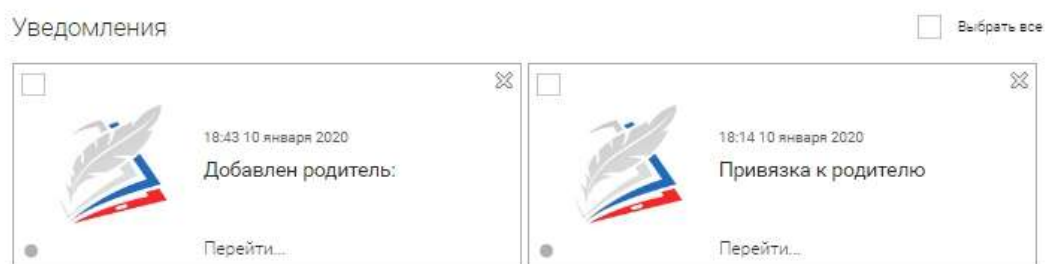 Уведомления
Выбрать все
18:43 10 января 2020
Добавлен родитель:
Перейти...
18:14 10 января 2020
Привязка к родителю
Перейти...